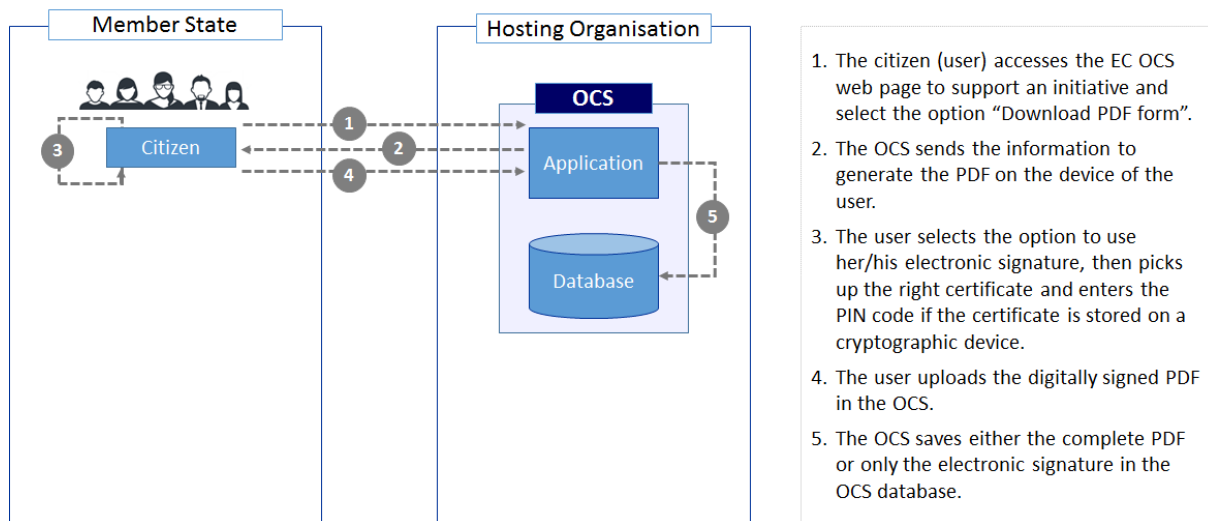 Member State
Hosting Organisation
OCS
Citizen
Application
Database
1
2
3
4
5
1. The citizen (user) accesses the EC OCS
web page to support an initiative and
select the option “Download PDF form”.
2. The OCS sends the information to
generate the PDF on the device of the
user.
3. The user selects the option to use
her/his electronic signature, then picks
up the right certificate and enters the
PIN code if the certificate is stored on a
cryptographic device.
4. The user uploads the digitally signed PDF
in the OCS.
5. The OCS saves either the complete PDF
or only the electronic signature in the
OCS database.